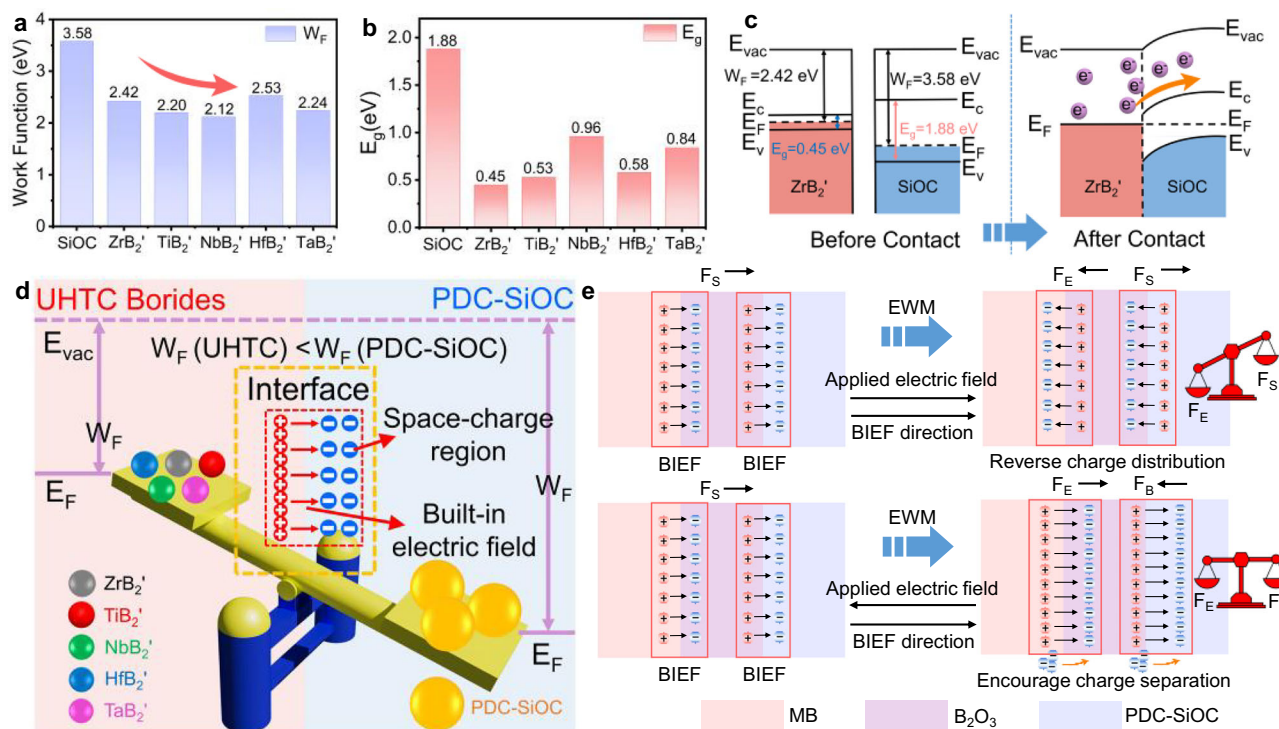 a
Work Function (eV)
4
3
2
1
0
W_F
3.58
2.42
2.20
2.12
2.53
2.24
SiOC ZrB₂' TiB₂' NbB₂' HfB₂' TaB₂'
b
E_g(eV)
2.0
1.5
1.0
0.5
0.0
E_g
1.88
0.45
0.53
0.96
0.58
0.84
SiOC ZrB₂' TiB₂' NbB₂' HfB₂' TaB₂'
c
E_vac
W_F=2.42 eV
E_c
E_F
E_v
E_g=0.45 eV
ZrB₂'
E_vac
W_F=3.58 eV
E_c
E_g=1.88 eV
E_F
E_v
SiOC
Before Contact
E_vac
E_vac
e⁻ e⁻ e⁻ e⁻ e⁻ e⁻
E_c
E_F
E_F
E_v
ZrB₂'
SiOC
After Contact
d
UHTC Borides
PDC-SiOC
E_vac
W_F (UHTC) < W_F (PDC-SiOC)
Interface
Space-charge
region
W_F
W_F
E_F
Built-in
electric field
ZrB₂'
TiB₂'
NbB₂'
HfB₂'
TaB₂'
E_F
PDC-SiOC
e
F_S
BIEF
BIEF
EWM
Applied electric field
BIEF direction
F_E
F_S
F_S
F_E
Reverse charge distribution
F_S
BIEF
BIEF
EWM
Applied electric field
BIEF direction
F_E
F_B
F_E
F
Encourage charge separation
MB
B₂O₃
PDC-SiOC